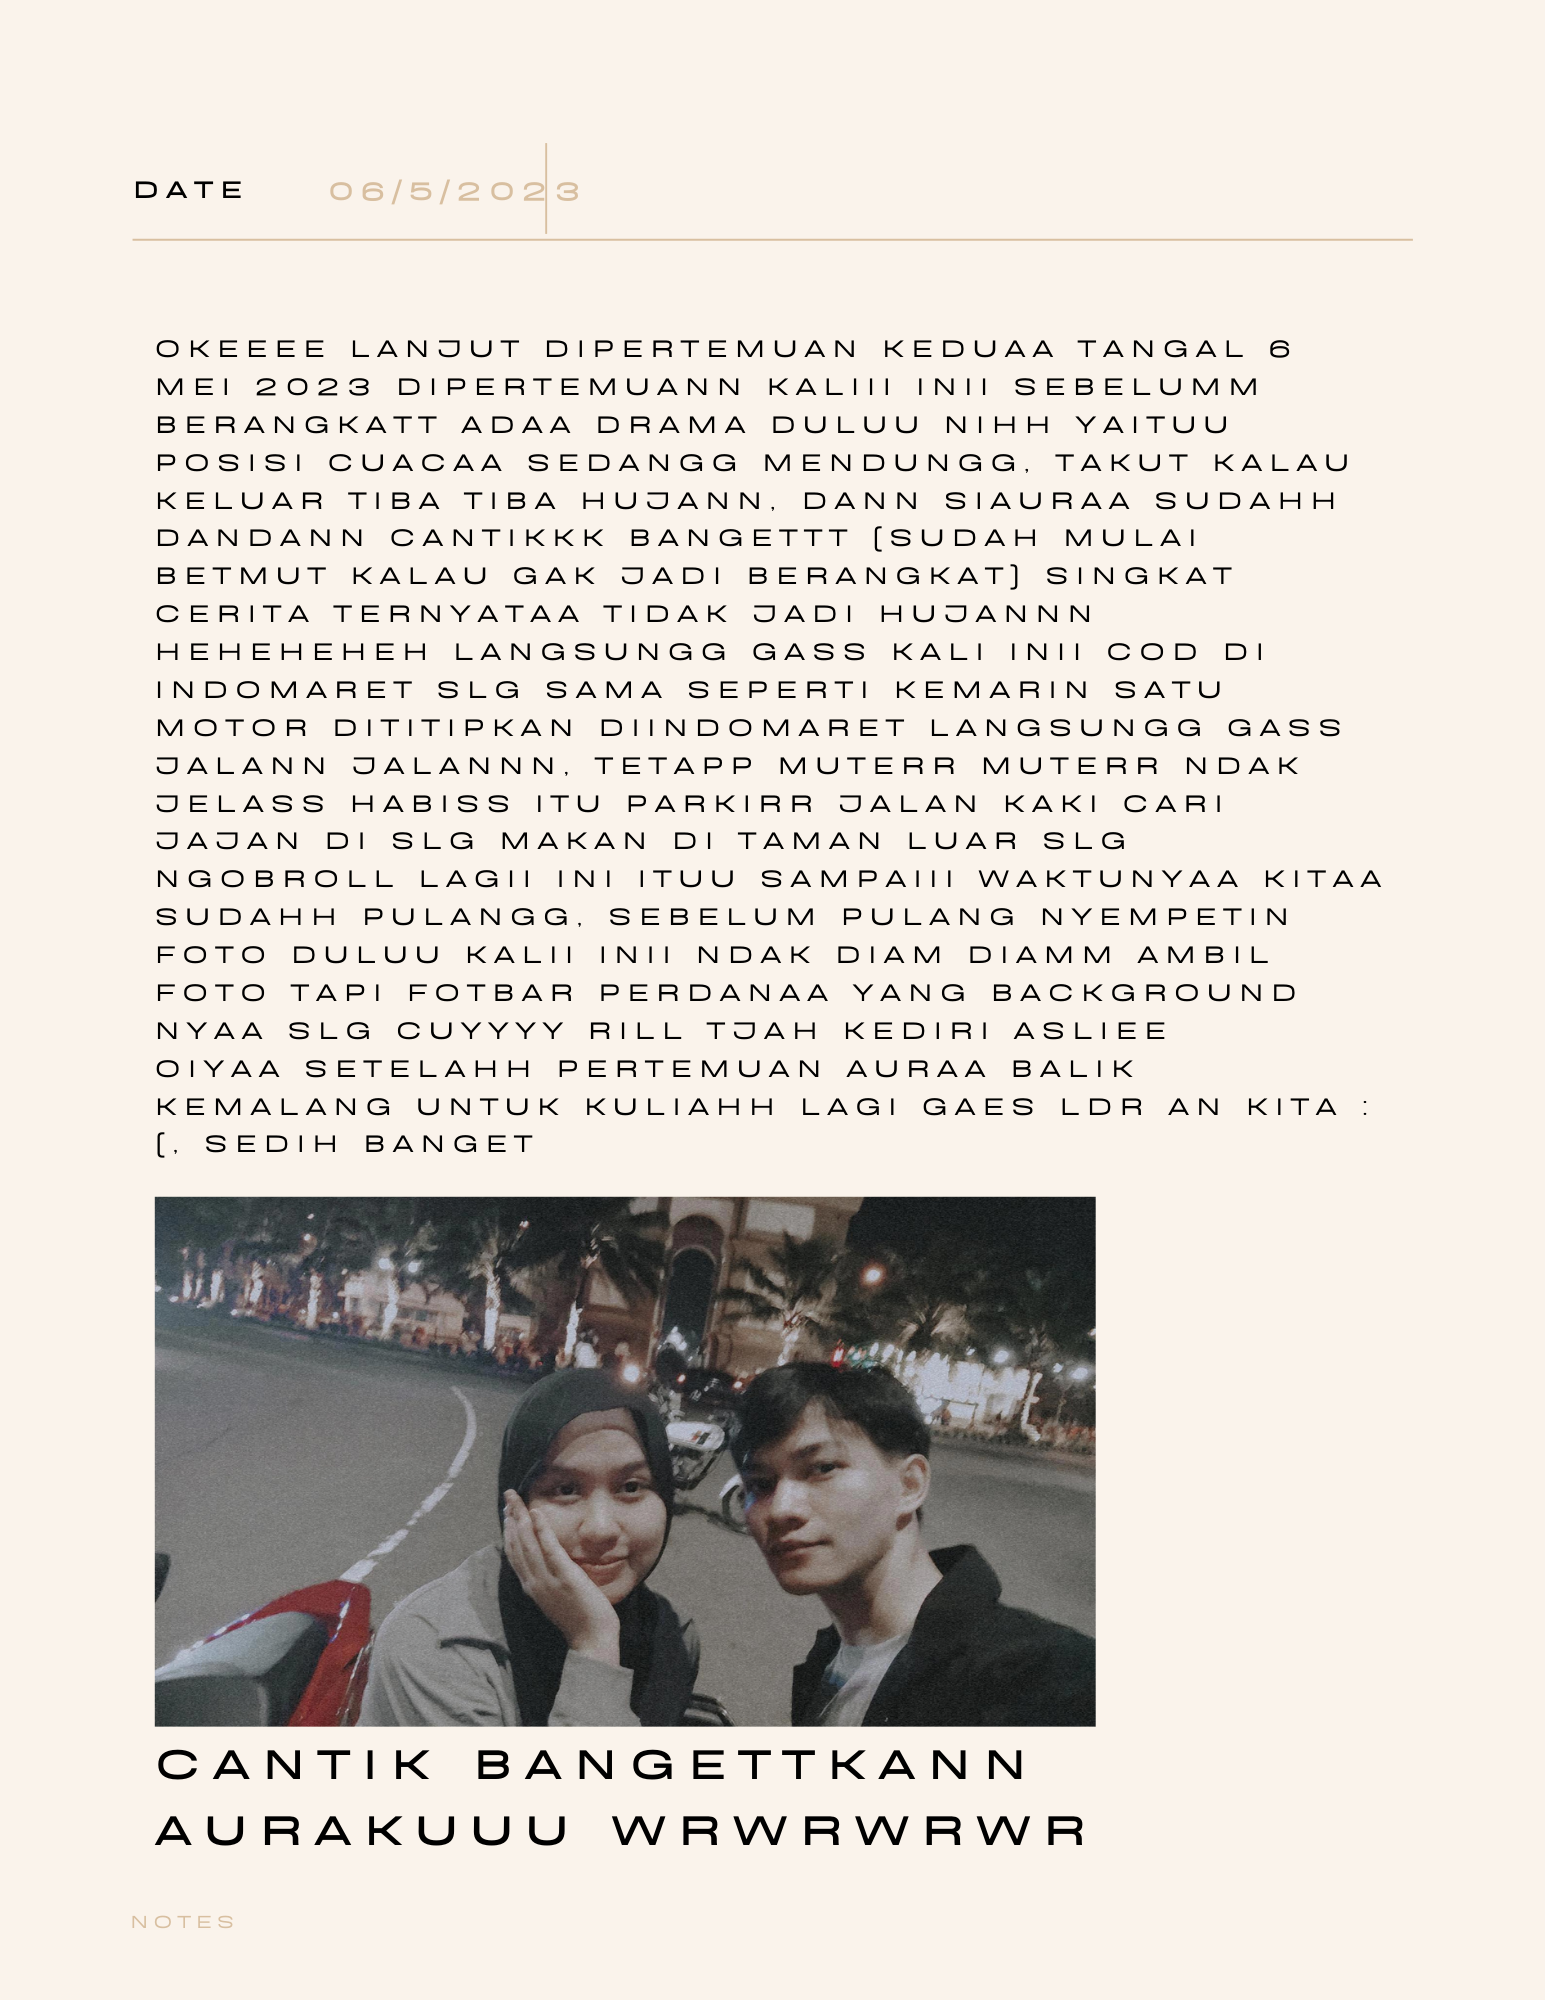 DATE 06/5/2023
OKEEEE LANJUT DIPERTEMUAN KEDUAA TANGAL 6
MEI 2023 DIPERTEMUANN KALIII INII SEBELUMM
BERANGKATT ADAA DRAMA DULUU NIHH YAITUU
POSISI CUACAA SEDANGG MENDUNGG, TAKUT KALAU
KELUAR TIBA TIBA HUJANN, DANN SIAURAA SUDAHH
DANDANN CANTIKKK BANGETTT (SUDAH MULAI
BETMUT KALAU GAK JADI BERANGKAT) SINGKAT
CERITA TERNYATAA TIDAK JADI HUJANNN
HEHEHEHEH LANGSUNGG GASS KALI INII COD DI
INDOMARET SLG SAMA SEPERTI KEMARIN SATU
MOTOR DITITIPKAN DIINDOMARET LANGSUNGG GASS
JALANN JALANNN, TETAPP MUTERR MUTERR NDAK
JELASS HABISS ITU PARKIRR JALAN KAKI CARI
JAJAN DI SLG MAKAN DI TAMAN LUAR SLG
NGOBROLL LAGII INI ITUU SAMPAIII WAKTUNYAA KITAA
SUDAHH PULANGG, SEBELUM PULANG NYEMPETIN
FOTO DULUU KALII INII NDAK DIAM DIAMM AMBIL
FOTO TAPI FOTBAR PERDANAA YANG BACKGROUND
NYAA SLG CUYYYY RILL TJAH KEDIRI ASLIEE
OIYAA SETELAHH PERTEMUAN AURAA BALIK
KEMALANG UNTUK KULIAHH LAGI GAES LDR AN KITA :
(, SEDIH BANGET
CANTIK BANGETTKANN
AURAKUUU WRWRWRWR
NOTES